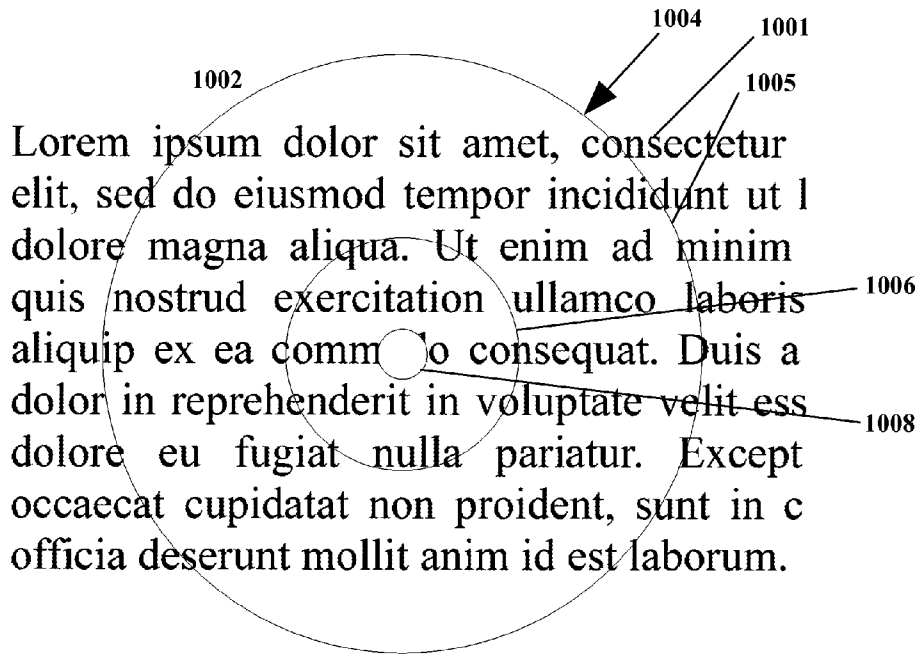 1004
1001
1002
1005
Lorem ipsum dolor sit amet, consectetur
elit, sed do eiusmod tempor incididunt ut l
dolore magna aliqua. Ut enim ad minim
quis nostrud exercitation ullamco laboris
1006
aliquip ex ea comm do consequat. Duis a
dolor in reprehenderit in voluptate velit ess
1008
dolore eu fugiat nulla pariatur. Except
occaecat cupidatat non proident, sunt in c
officia deserunt mollit anim id est laborum.